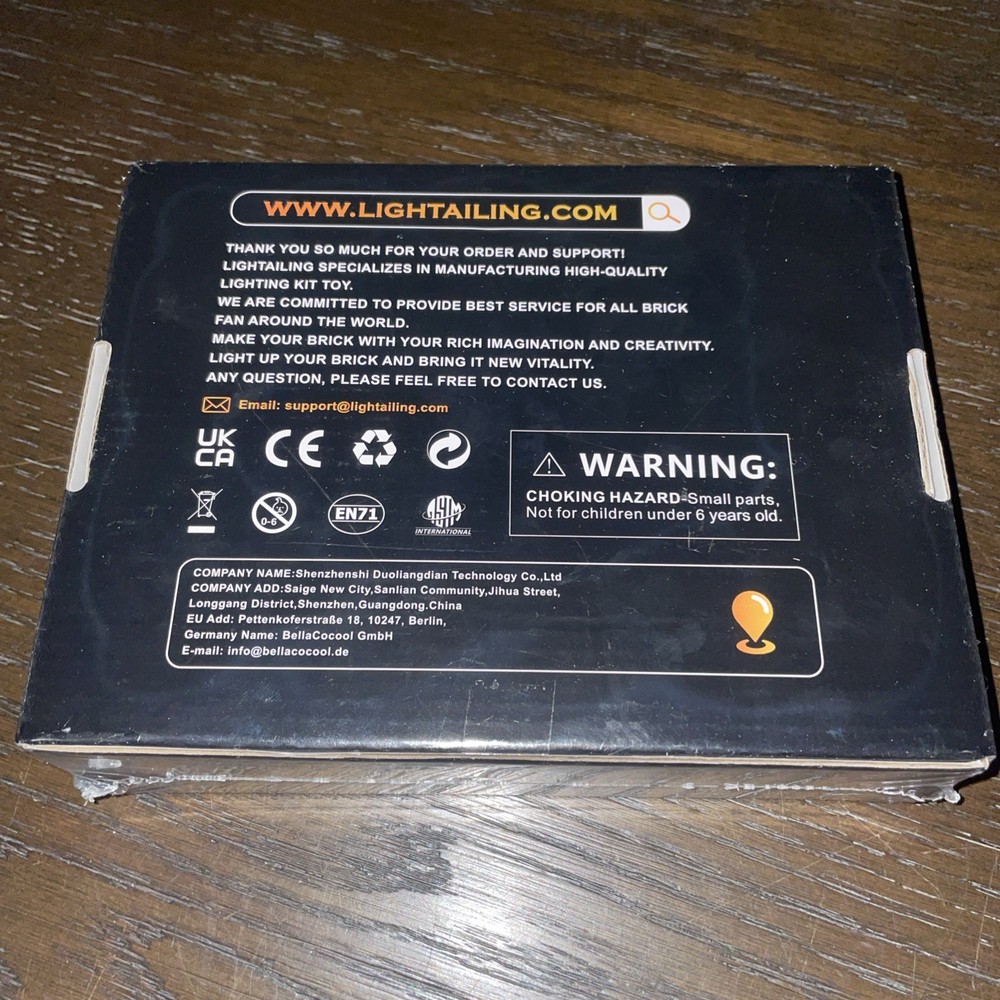 WWW.LIGHTAILING.COM
THANK YOU SO MUCH FOR YOUR ORDER AND SUPPORT!
LIGHTAILING SPECIALIZES IN MANUFACTURING HIGH-QUALITY
LIGHTING KIT TOY.
WE ARE COMMITTED TO PROVIDE BEST SERVICE FOR ALL BRICK
FAN AROUND THE WORLD.
MAKE YOUR BRICK WITH YOUR RICH IMAGINATION AND CREATIVITY.
LIGHT UP YOUR BRICK AND BRING IT NEW VITALITY.
ANY QUESTION, PLEASE FEEL FREE TO CONTACT US.
Email: support@lightailing.com
UK
CA
CE
0-6
EN71
ASTM
INTERNATIONAL
WARNING:
CHOKING HAZARD-Small parts,
Not for children under 6 years old.
COMPANY NAME:Shenzhenshi Duoliangdian Technology Co.,Ltd
COMPANY ADD:Saige New City,Sanlian Community,Jihua Street,
Longgang District,Shenzhen,Guangdong.China
EU Add: Pettenkoferstraße 18, 10247, Berlin,
Germany Name: BellaCocool GmbH
E-mail: info@bellacocool.de